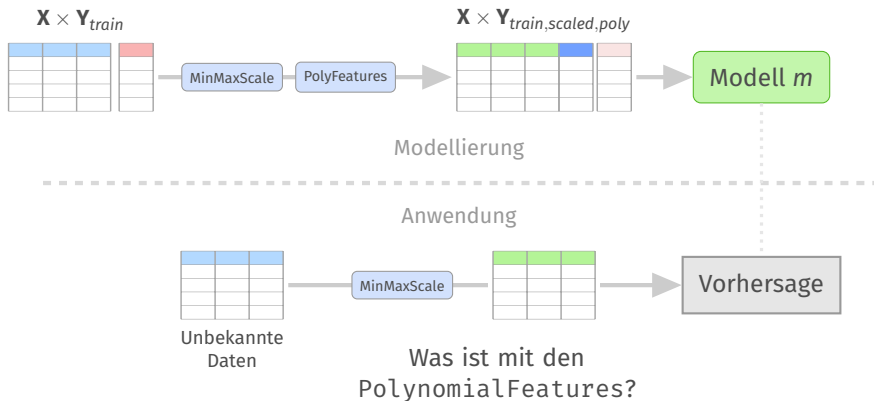 X × Y_train
X × Y_train,scaled,poly
MinMaxScale
PolyFeatures
Modell m
Modellierung
Anwendung
MinMaxScale
Vorhersage
Unbekannte
Daten
Was ist mit den
PolynomialFeatures?